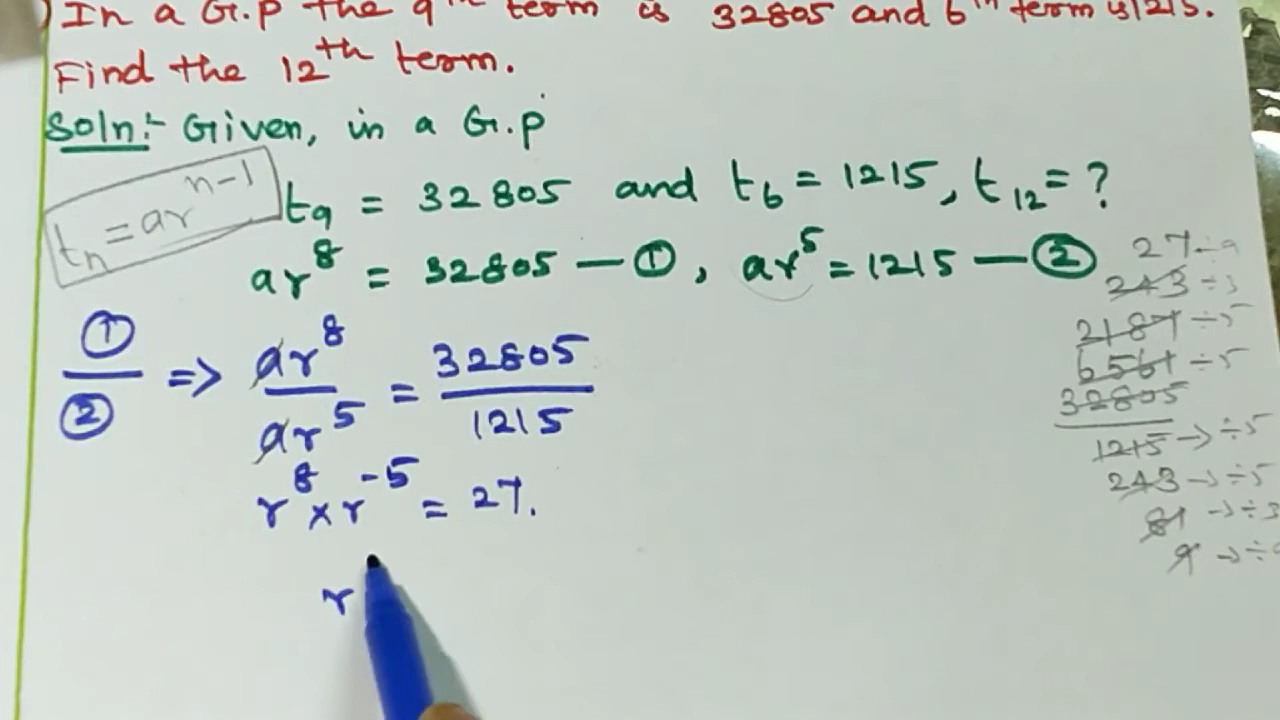 In a G.P the 9th term is 32805 and 6th term is 1215.
Find the 12th term.
Soln:- Given, in a G.P
tn = ar^n-1
t9 = 32805 and t6 = 1215, t12 = ?
ar^8 = 32805 — ①, ar^5 = 1215 — ②
①/② => ar^8/ar^5 = 32805/1215
r^8 × r^-5 = 27.
r
27 ÷9
243 ÷3
2187 ÷5
6561 ÷5
32805
1215 → ÷5
243 → ÷5
81 → ÷3
9 → ÷9